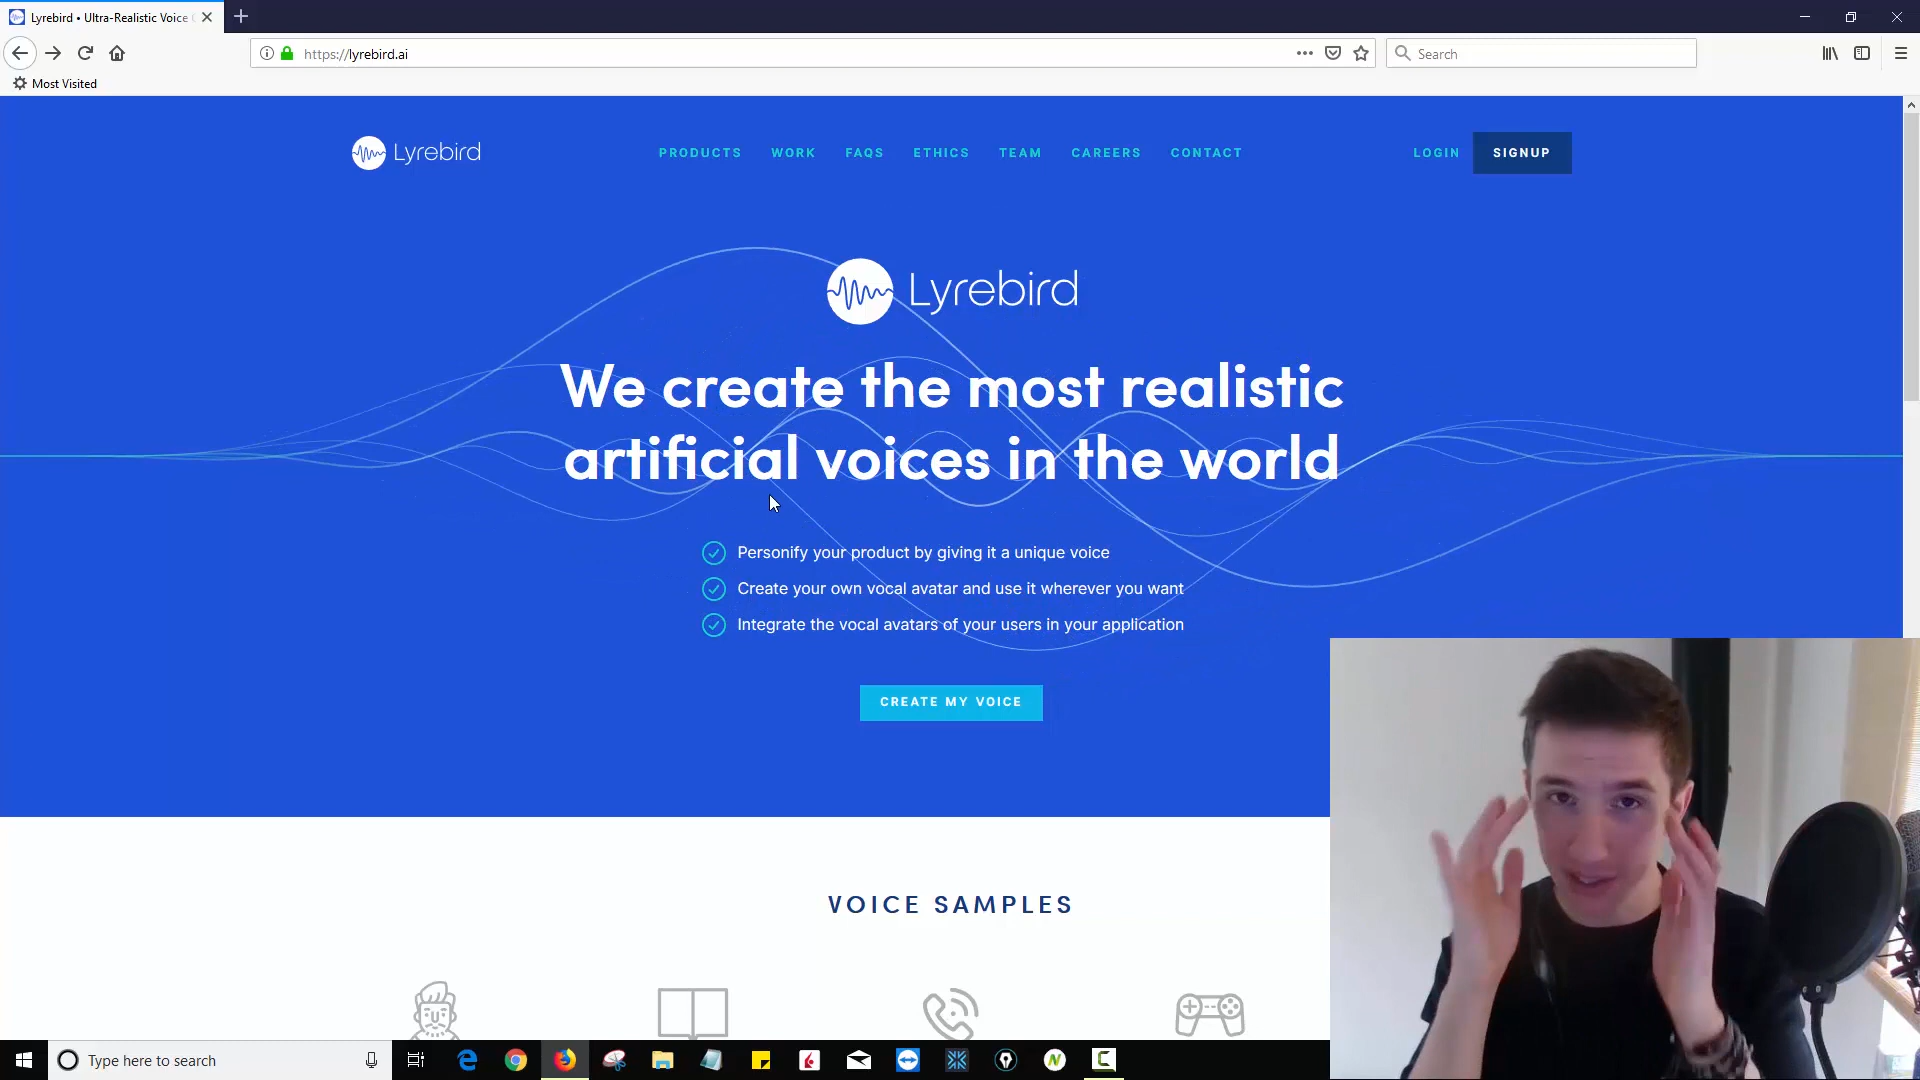 Lyrebird • Ultra-Realistic Voice
https://lyrebird.ai
Search
Most Visited
Lyrebird
PRODUCTS
WORK
FAQS
ETHICS
TEAM
CAREERS
CONTACT
LOGIN
SIGNUP
Lyrebird
We create the most realistic
artificial voices in the world
Personify your product by giving it a unique voice
Create your own vocal avatar and use it wherever you want
Integrate the vocal avatars of your users in your application
CREATE MY VOICE
VOICE SAMPLES
Type here to search